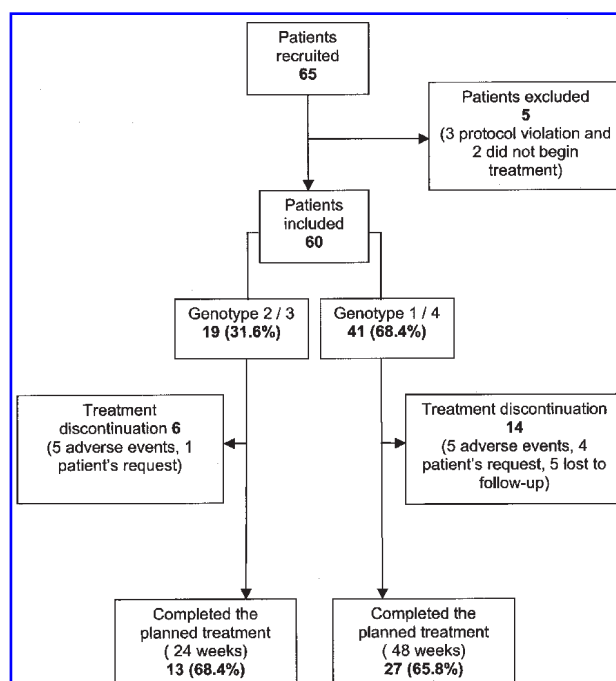 Patients
recruited
65
Patients excluded
5
(3 protocol violation and
2 did not begin
treatment)
Patients
included
60
Genotype 2 / 3
19 (31.6%)
Genotype 1 / 4
41 (68.4%)
Treatment
discontinuation 6
(5 adverse events, 1
patient's request)
Treatment discontinuation
14
(5 adverse events, 4
patient's request, 5 lost to
follow-up)
Completed the
planned treatment
( 24 weeks)
13 (68.4%)
Completed the
planned treatment
( 48 weeks)
27 (65.8%)